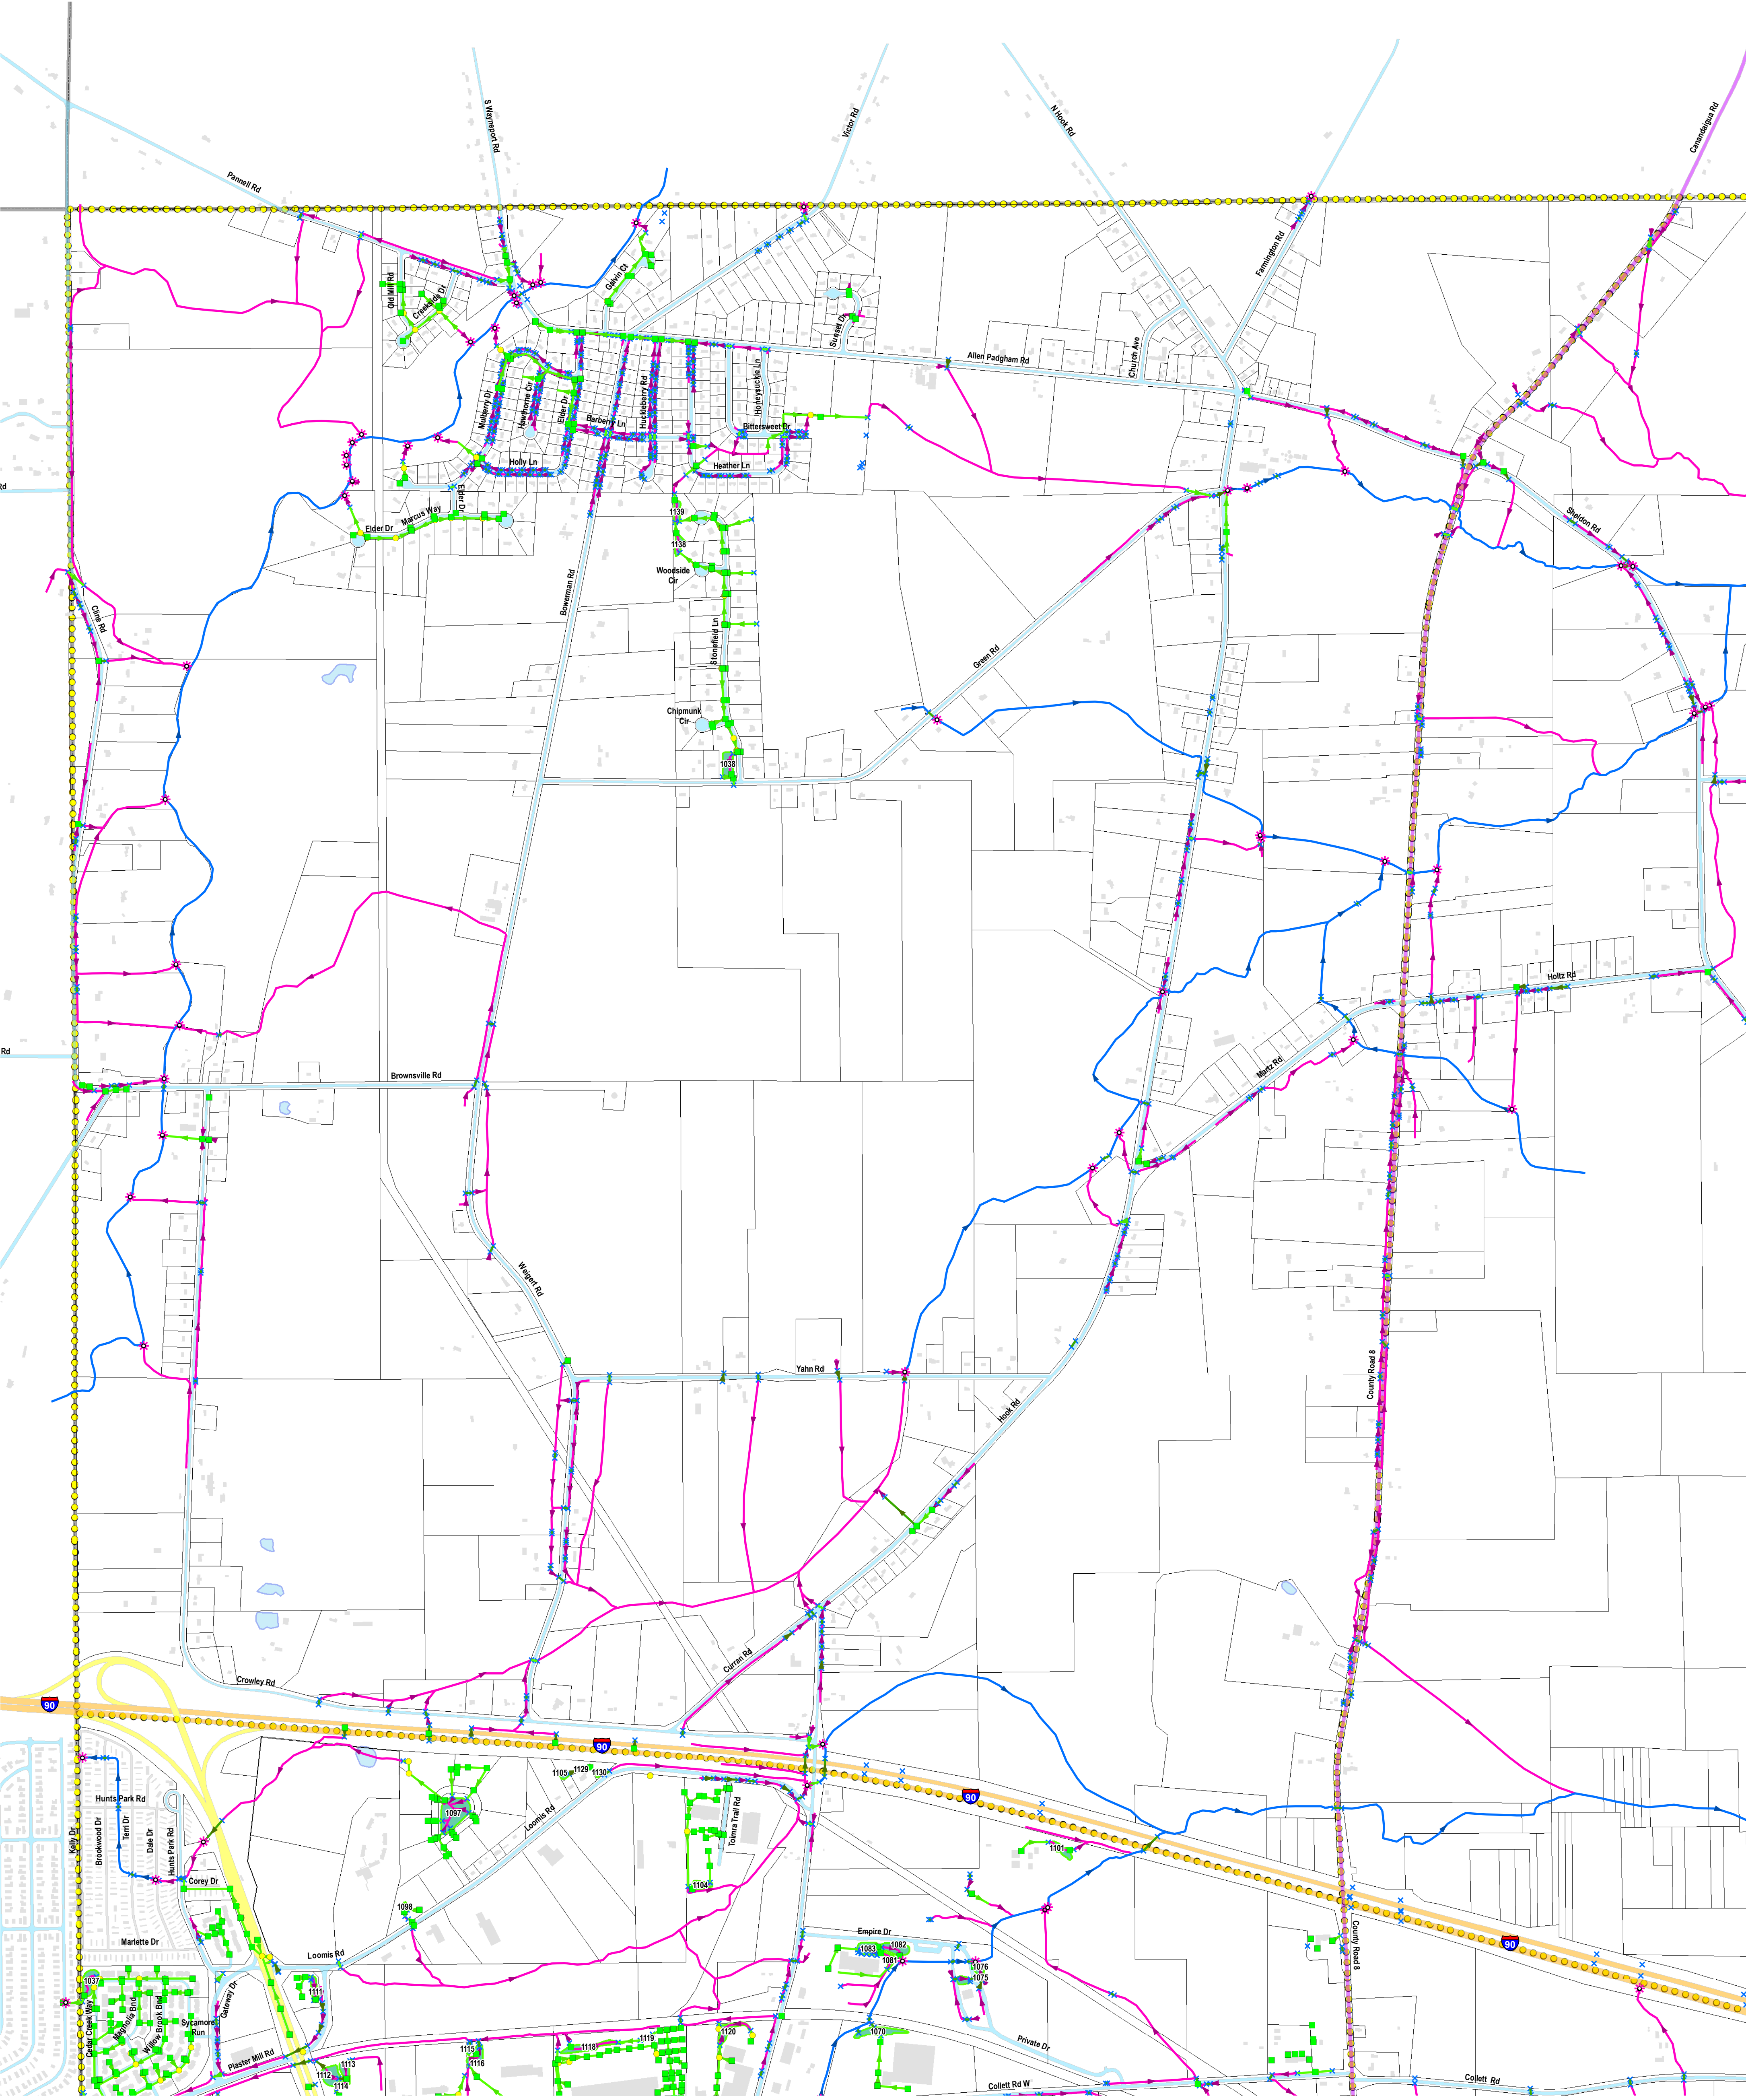 S Wayneport Rd
Victor Rd
N Hook Rd
Canandaigua Rd
Pannell Rd
Farmington Rd
Galvin Ct
Old Mill Rd
Creekside Dr
Sunset Dr
Church Ave
Allen Padgham Rd
Mulberry Dr
Hawthorne Cir
Elder Dr
Huckleberry Rd
Honeysuckle Ln
Barberry Ln
Bittersweet Dr
Holly Ln
Heather Ln
rd
Elder Dr
Marcus Way
Elder Dr
1139
Sheldon Rd
1138
Woodside
Cir
Bowerman Rd
Cline Rd
Stonefield Ln
Green Rd
Chipmunk
Cir
1038
Holtz Rd
Rd
Martz Rd
Brownsville Rd
Weigert Rd
Yahn Rd
County Road 8
Hook Rd
Curran Rd
Crowley Rd
90
90
90
1105
1129
1130
Hunts Park Rd
1097
Loomis Rd
Tolmra Trail Rd
Kelly Dr
Brookwood Dr
Terri Dr
Dale Dr
Hunts Park Rd
1101
Corey Dr
1104
1098
Empire Dr
County Road 8
90
Marlette Dr
Loomis Rd
1083
1082
1081
1076
1075
1037
1111
Gateway Dr
Cedar Creek Way
Magnolia Bnd
Willow Brook Bnd
Sycamore
Run
1120
1070
Private Dr
1119
1118
1115
1116
Plaster Mill Rd
1113
1112
1114
Collett Rd W
Collett Rd